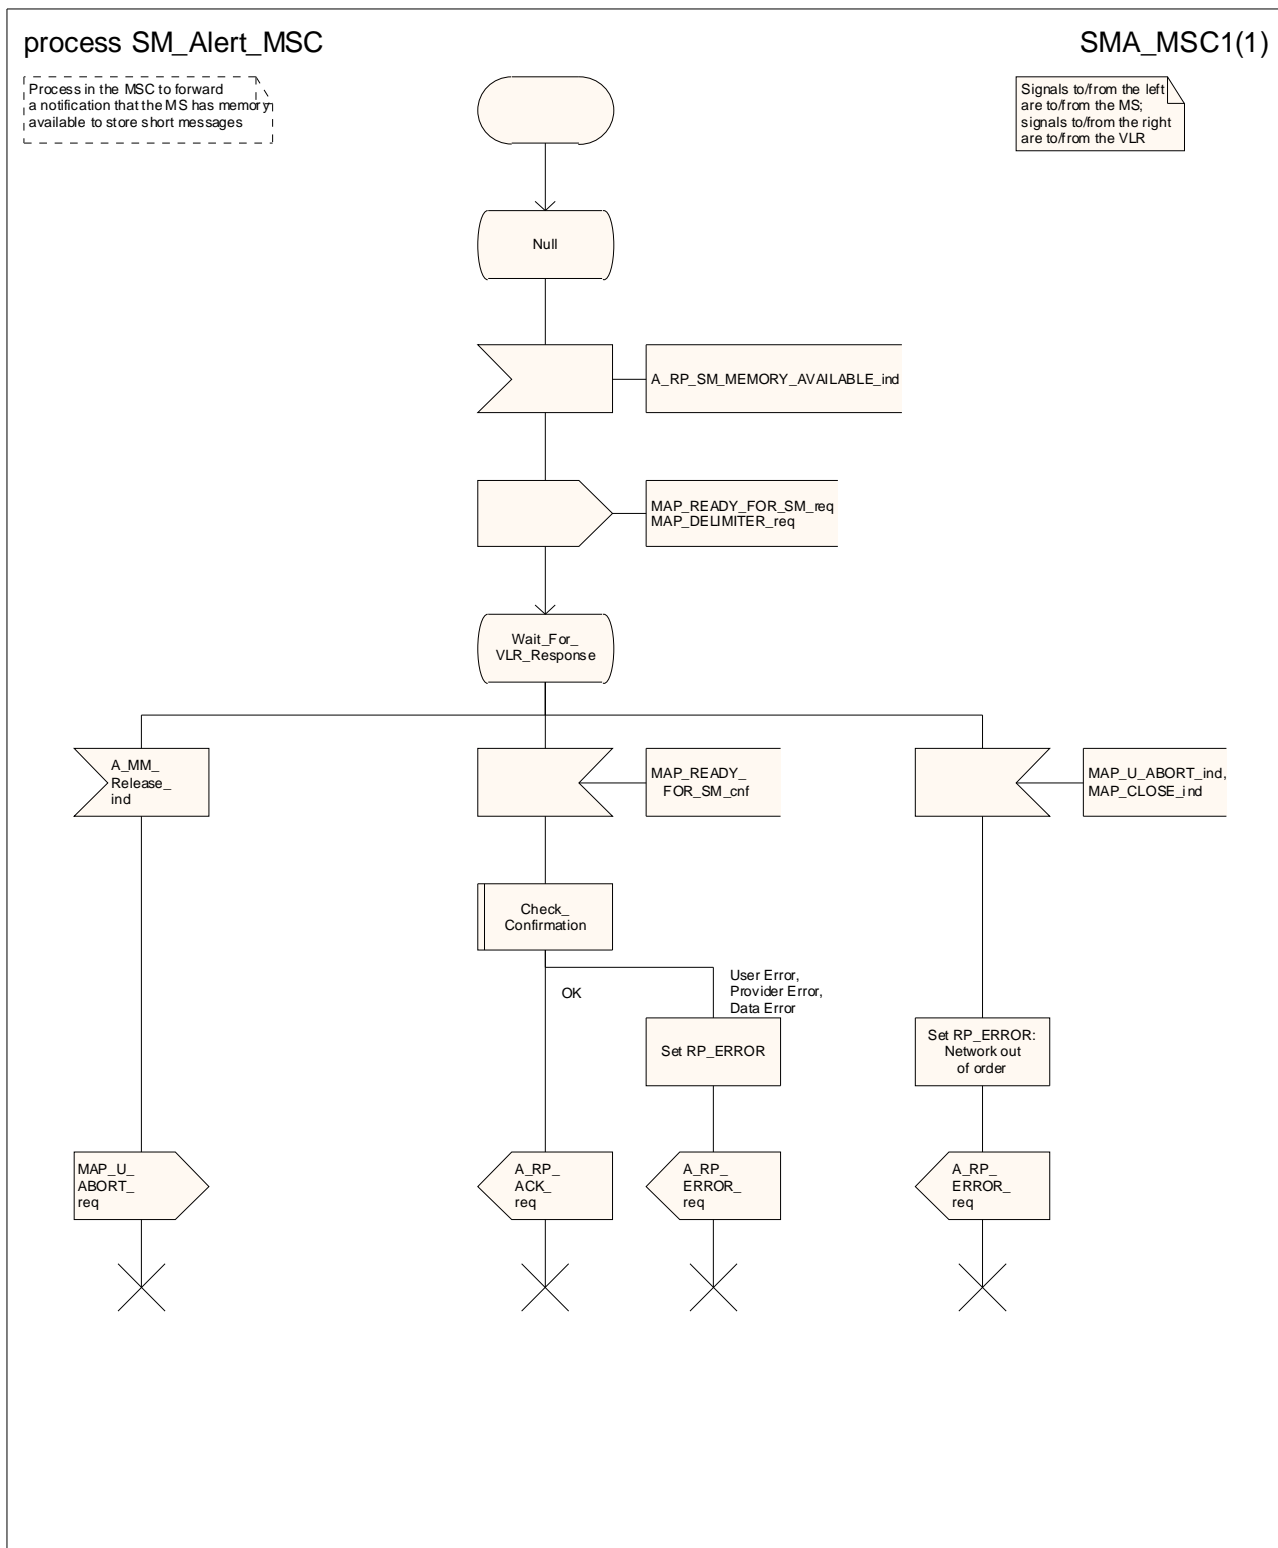 process SM_Alert_MSC
SMA_MSC1(1)
Process in the MSC to forward
a notification that the MS has memory
available to store short messages
Signals to/from the left
are to/from the MS;
signals to/from the right
are to/from the VLR
Null
A_RP_SM_MEMORY_AVAILABLE_ind
MAP_READY_FOR_SM_req
MAP_DELIMITER_req
Wait_For_
VLR_Response
A_MM_
Release_
ind
MAP_READY_
FOR_SM_cnf
MAP_U_ABORT_ind,
MAP_CLOSE_ind
Check_
Confirmation
OK
User Error,
Provider Error,
Data Error
Set RP_ERROR
Set RP_ERROR:
Network out
of order
MAP_U_
ABORT_
req
A_RP_
ACK_
req
A_RP_
ERROR_
req
A_RP_
ERROR_
req